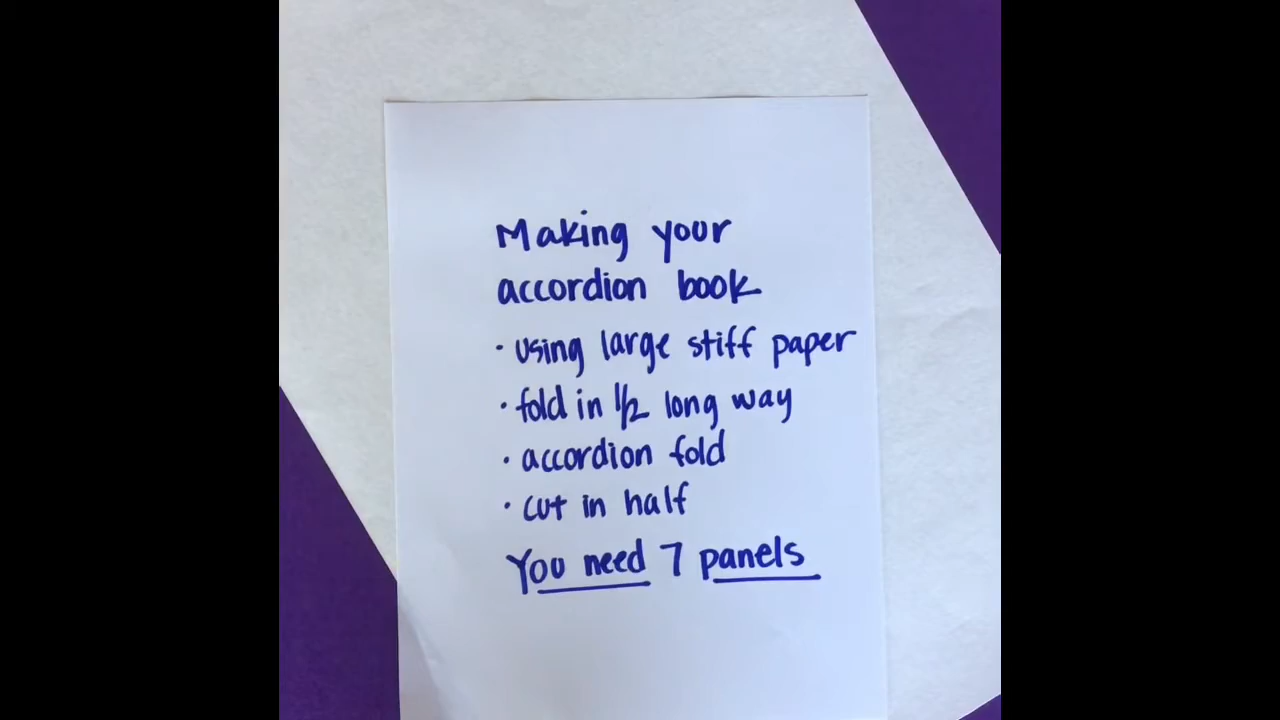 Making your
accordion book
• using large stiff paper
• fold in 1/2 long way
• accordion fold
• cut in half
You need 7 panels